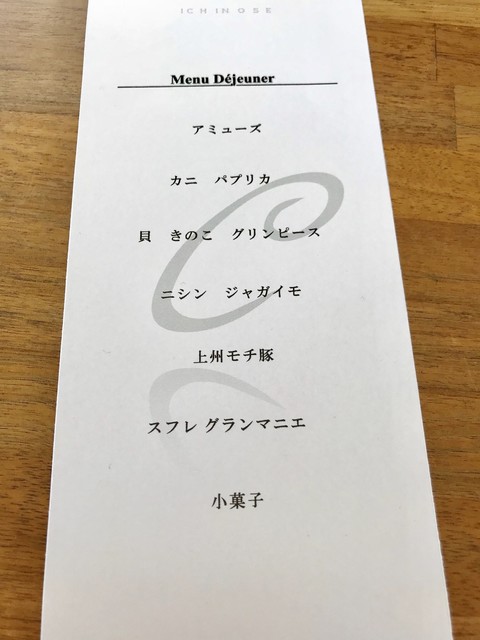 ICHINOSE
Menu Déjeuner
アミューズ
カニ　パプリカ
貝　きのこ　グリンピース
ニシン　ジャガイモ
上州モチ豚
スフレ グランマニエ
小菓子